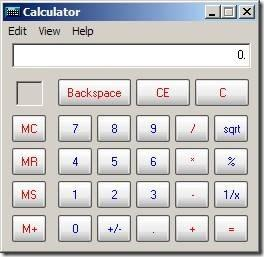 Calculator
Edit View Help
0.
Backspace CE C
MC 7 8 9 / sqrt
MR 4 5 6 * %
MS 1 2 3 - 1/x
M+ 0 +/- . + =